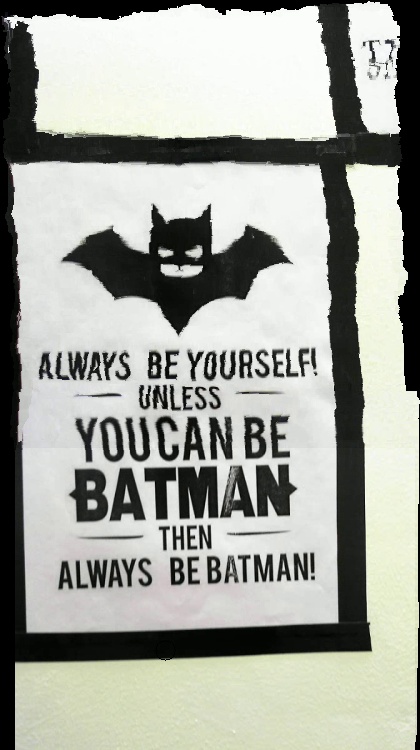 ALWAYS BE YOURSELF!
UNLESS
YOU CAN BE
BATMAN
THEN
ALWAYS BE BATMAN!